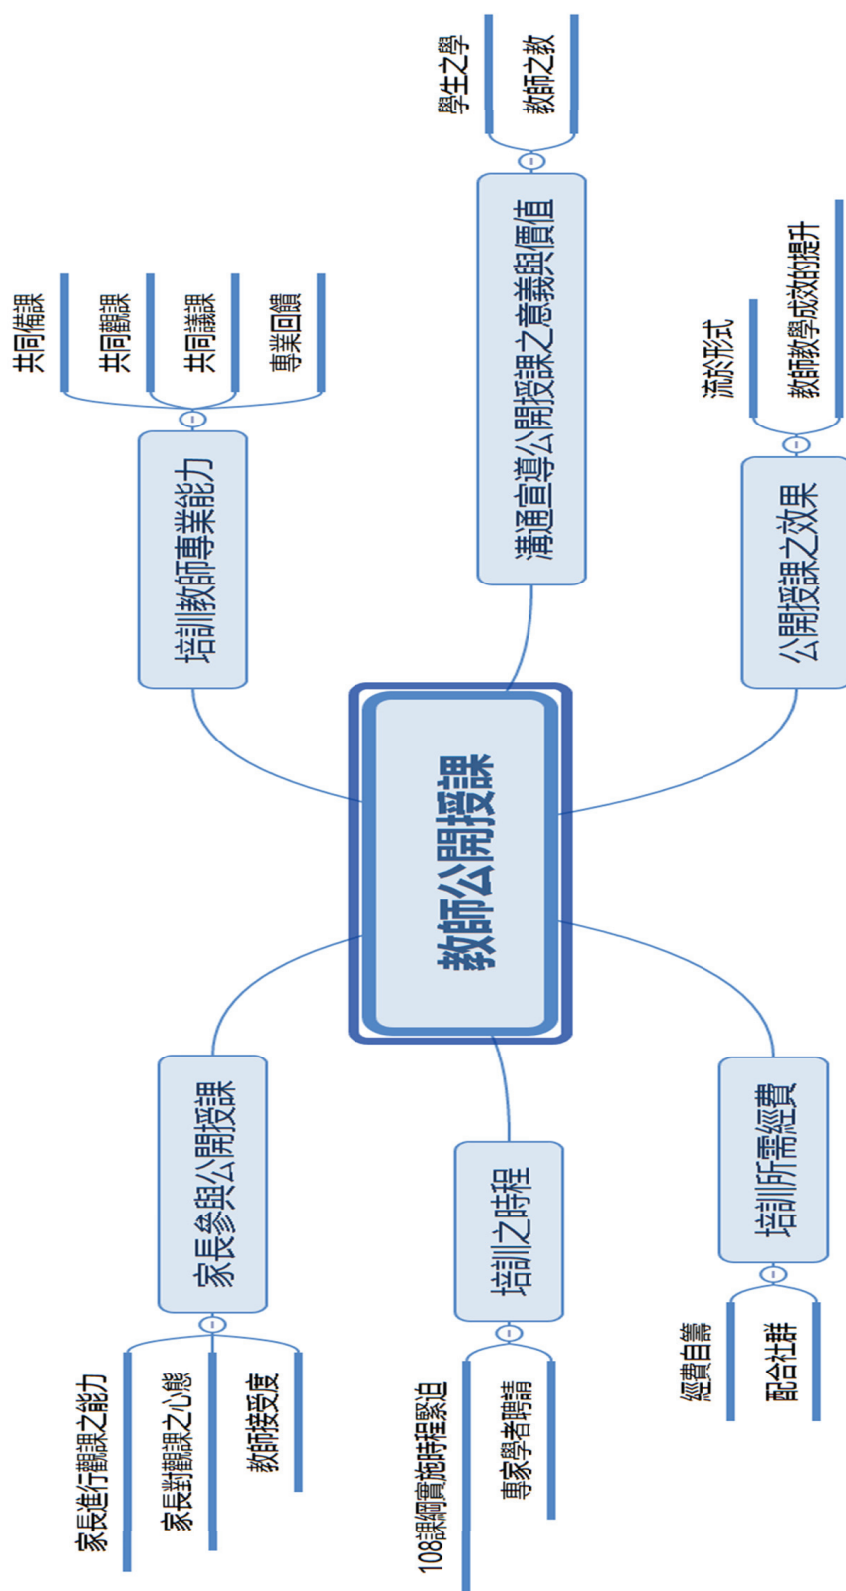 教師公開授課
培訓教師專業能力
共同備課
共同觀課
共同議課
專業回饋
溝通宣導公開授課之意義與價值
學生之學
教師之教
公開授課之效果
流於形式
教師教學成效的提升
家長參與公開授課
家長進行觀課之能力
家長對觀課之心態
教師接受度
培訓之時程
108課綱實施時程緊迫
專家學者聘請
培訓所需經費
經費自籌
配合社群